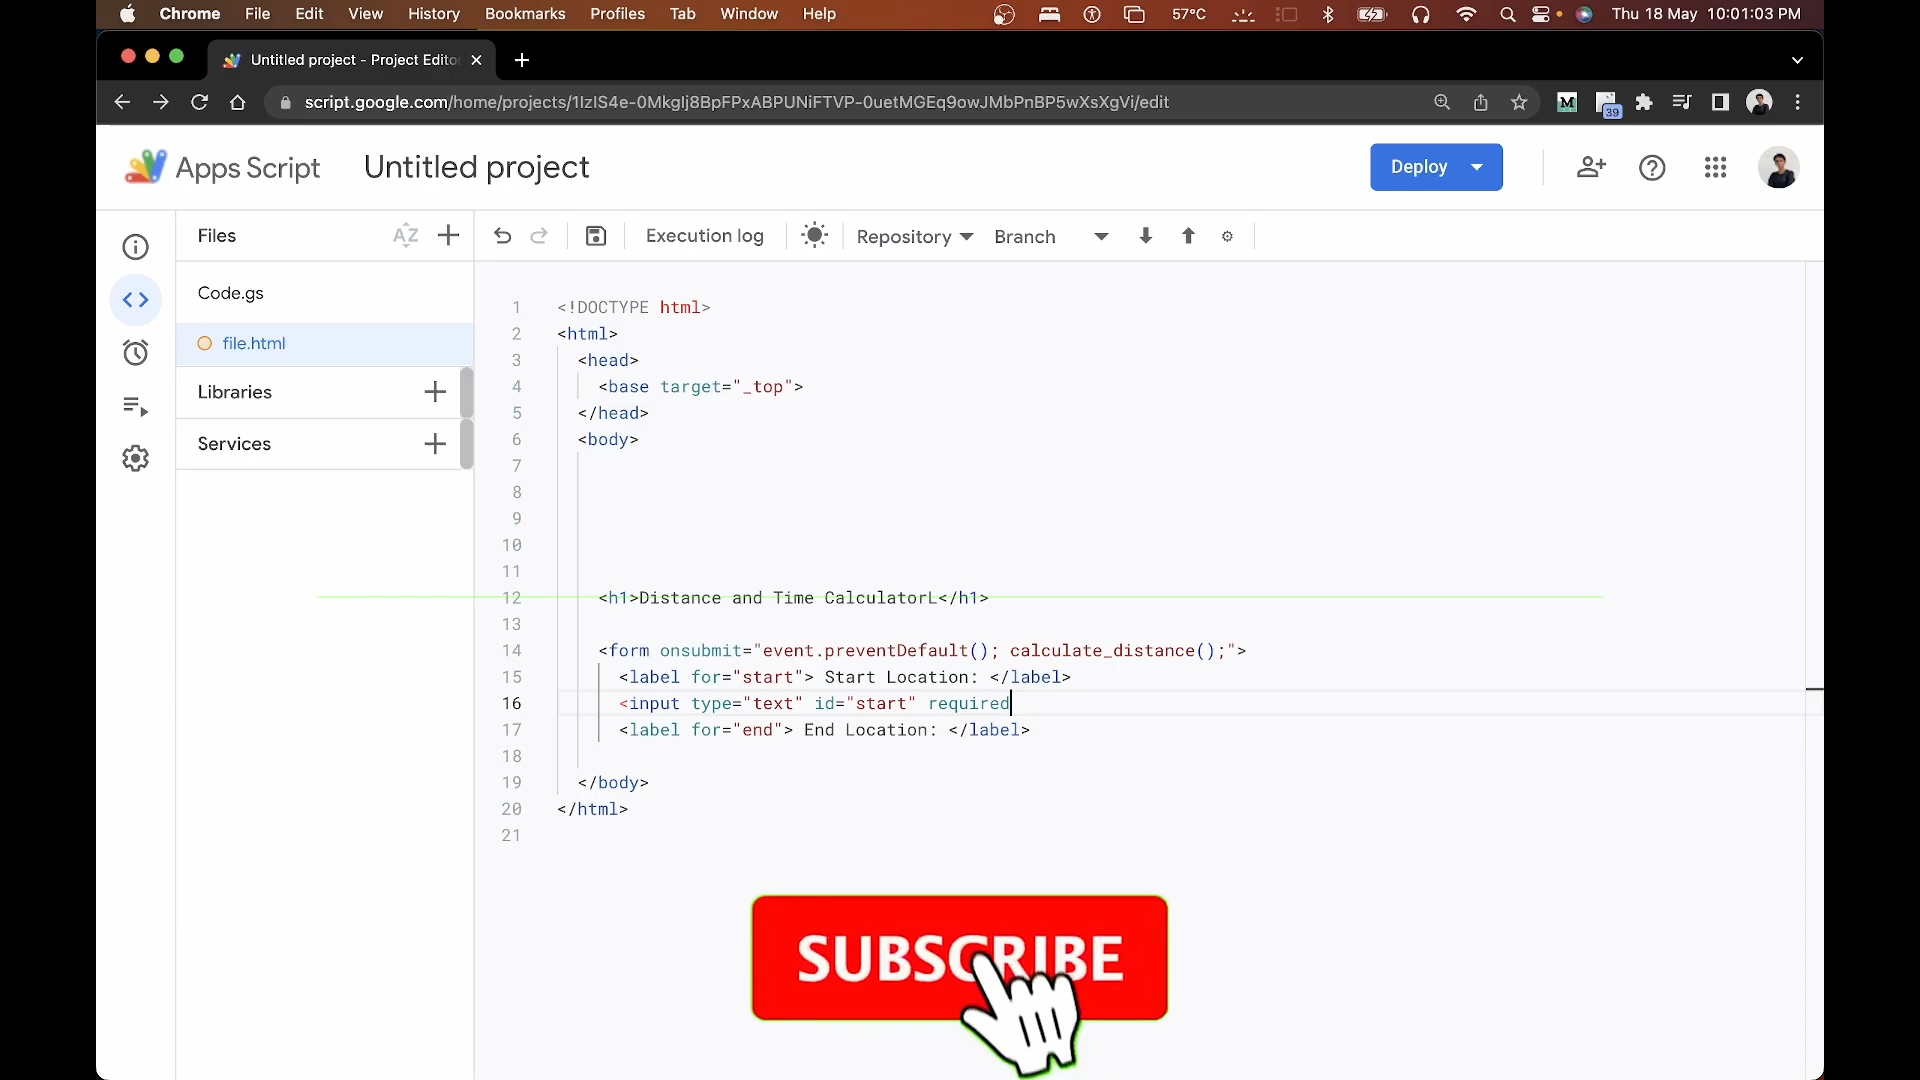 Chrome File Edit View History Bookmarks Profiles Tab Window Help 57°C Thu 18 May 10:01:03 PM
Untitled project - Project Edito
script.google.com/home/projects/1IzIS4e-0MkgIj8BpFPxABPUNiFTVP-0uetMGEq9owJMbPnBP5wXsXgVi/edit M 39
Apps Script Untitled project Deploy
Files AZ Execution log Repository Branch
Code.gs
file.html
Libraries
Services
1 <!DOCTYPE html>
2 <html>
3 <head>
4 <base target="_top">
5 </head>
6 <body>
7
8
9
10
11
12 <h1>Distance and Time CalculatorL</h1>
13
14 <form onsubmit="event.preventDefault(); calculate_distance();">
15 <label for="start"> Start Location: </label>
16 <input type="text" id="start" required
17 <label for="end"> End Location: </label>
18
19 </body>
20 </html>
21
SUBSCRIBE